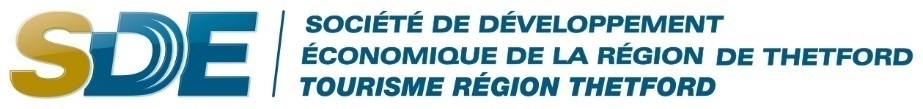 SDE
SOCIÉTÉ DE DÉVELOPPEMENT
ÉCONOMIQUE DE LA RÉGION DE THETFORD
TOURISME RÉGION THETFORD